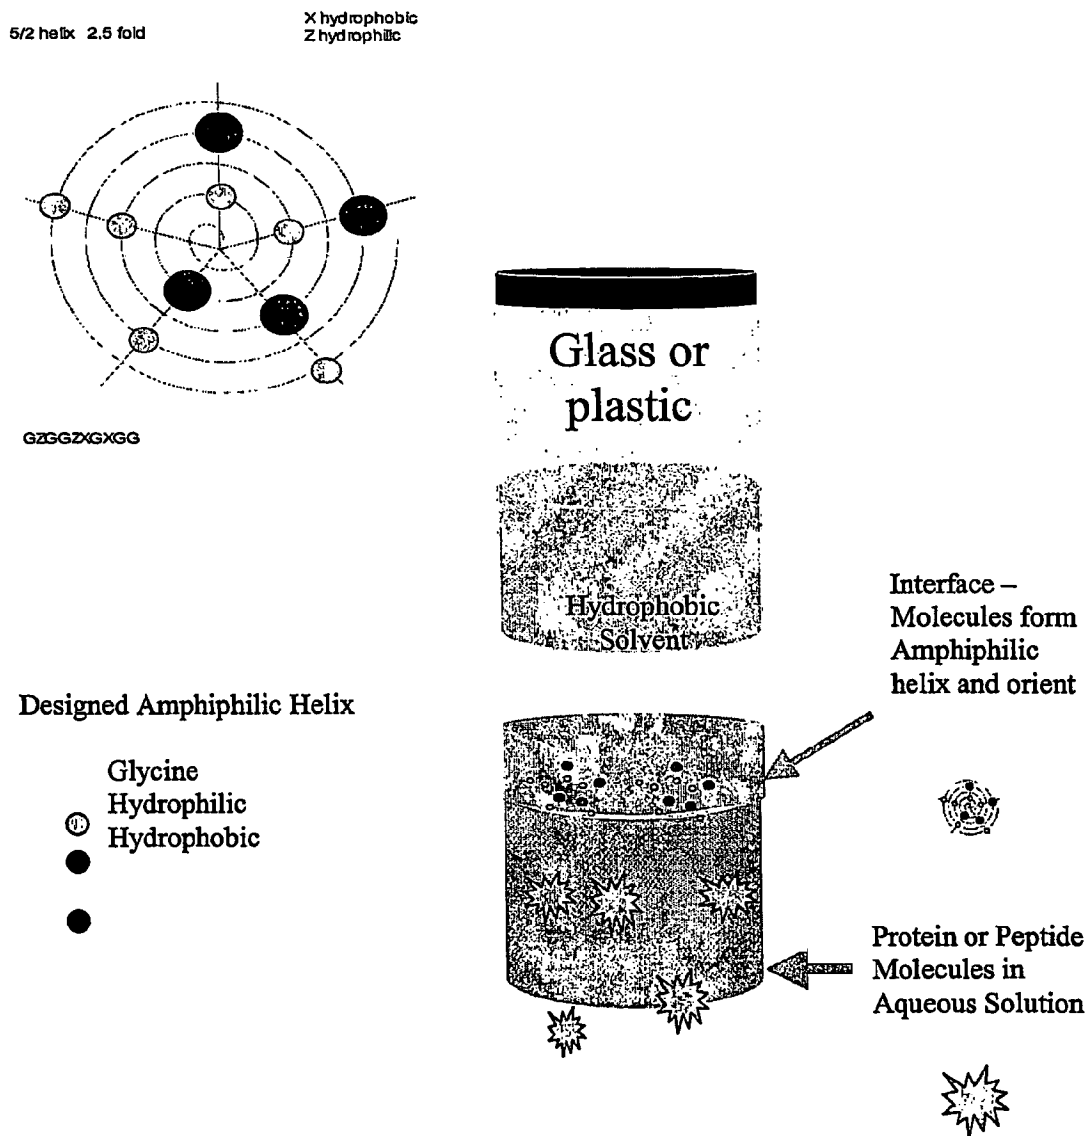 5/2 helix 2.5 fold
X hydrophobic
Z hydrophilic
GZGGZXGXGG
Glass or
plastic
Hydrophobic
Solvent
Interface –
Molecules form
Amphiphilic
helix and orient
Designed Amphiphilic Helix
Glycine
Hydrophilic
Hydrophobic
Protein or Peptide
Molecules in
Aqueous Solution